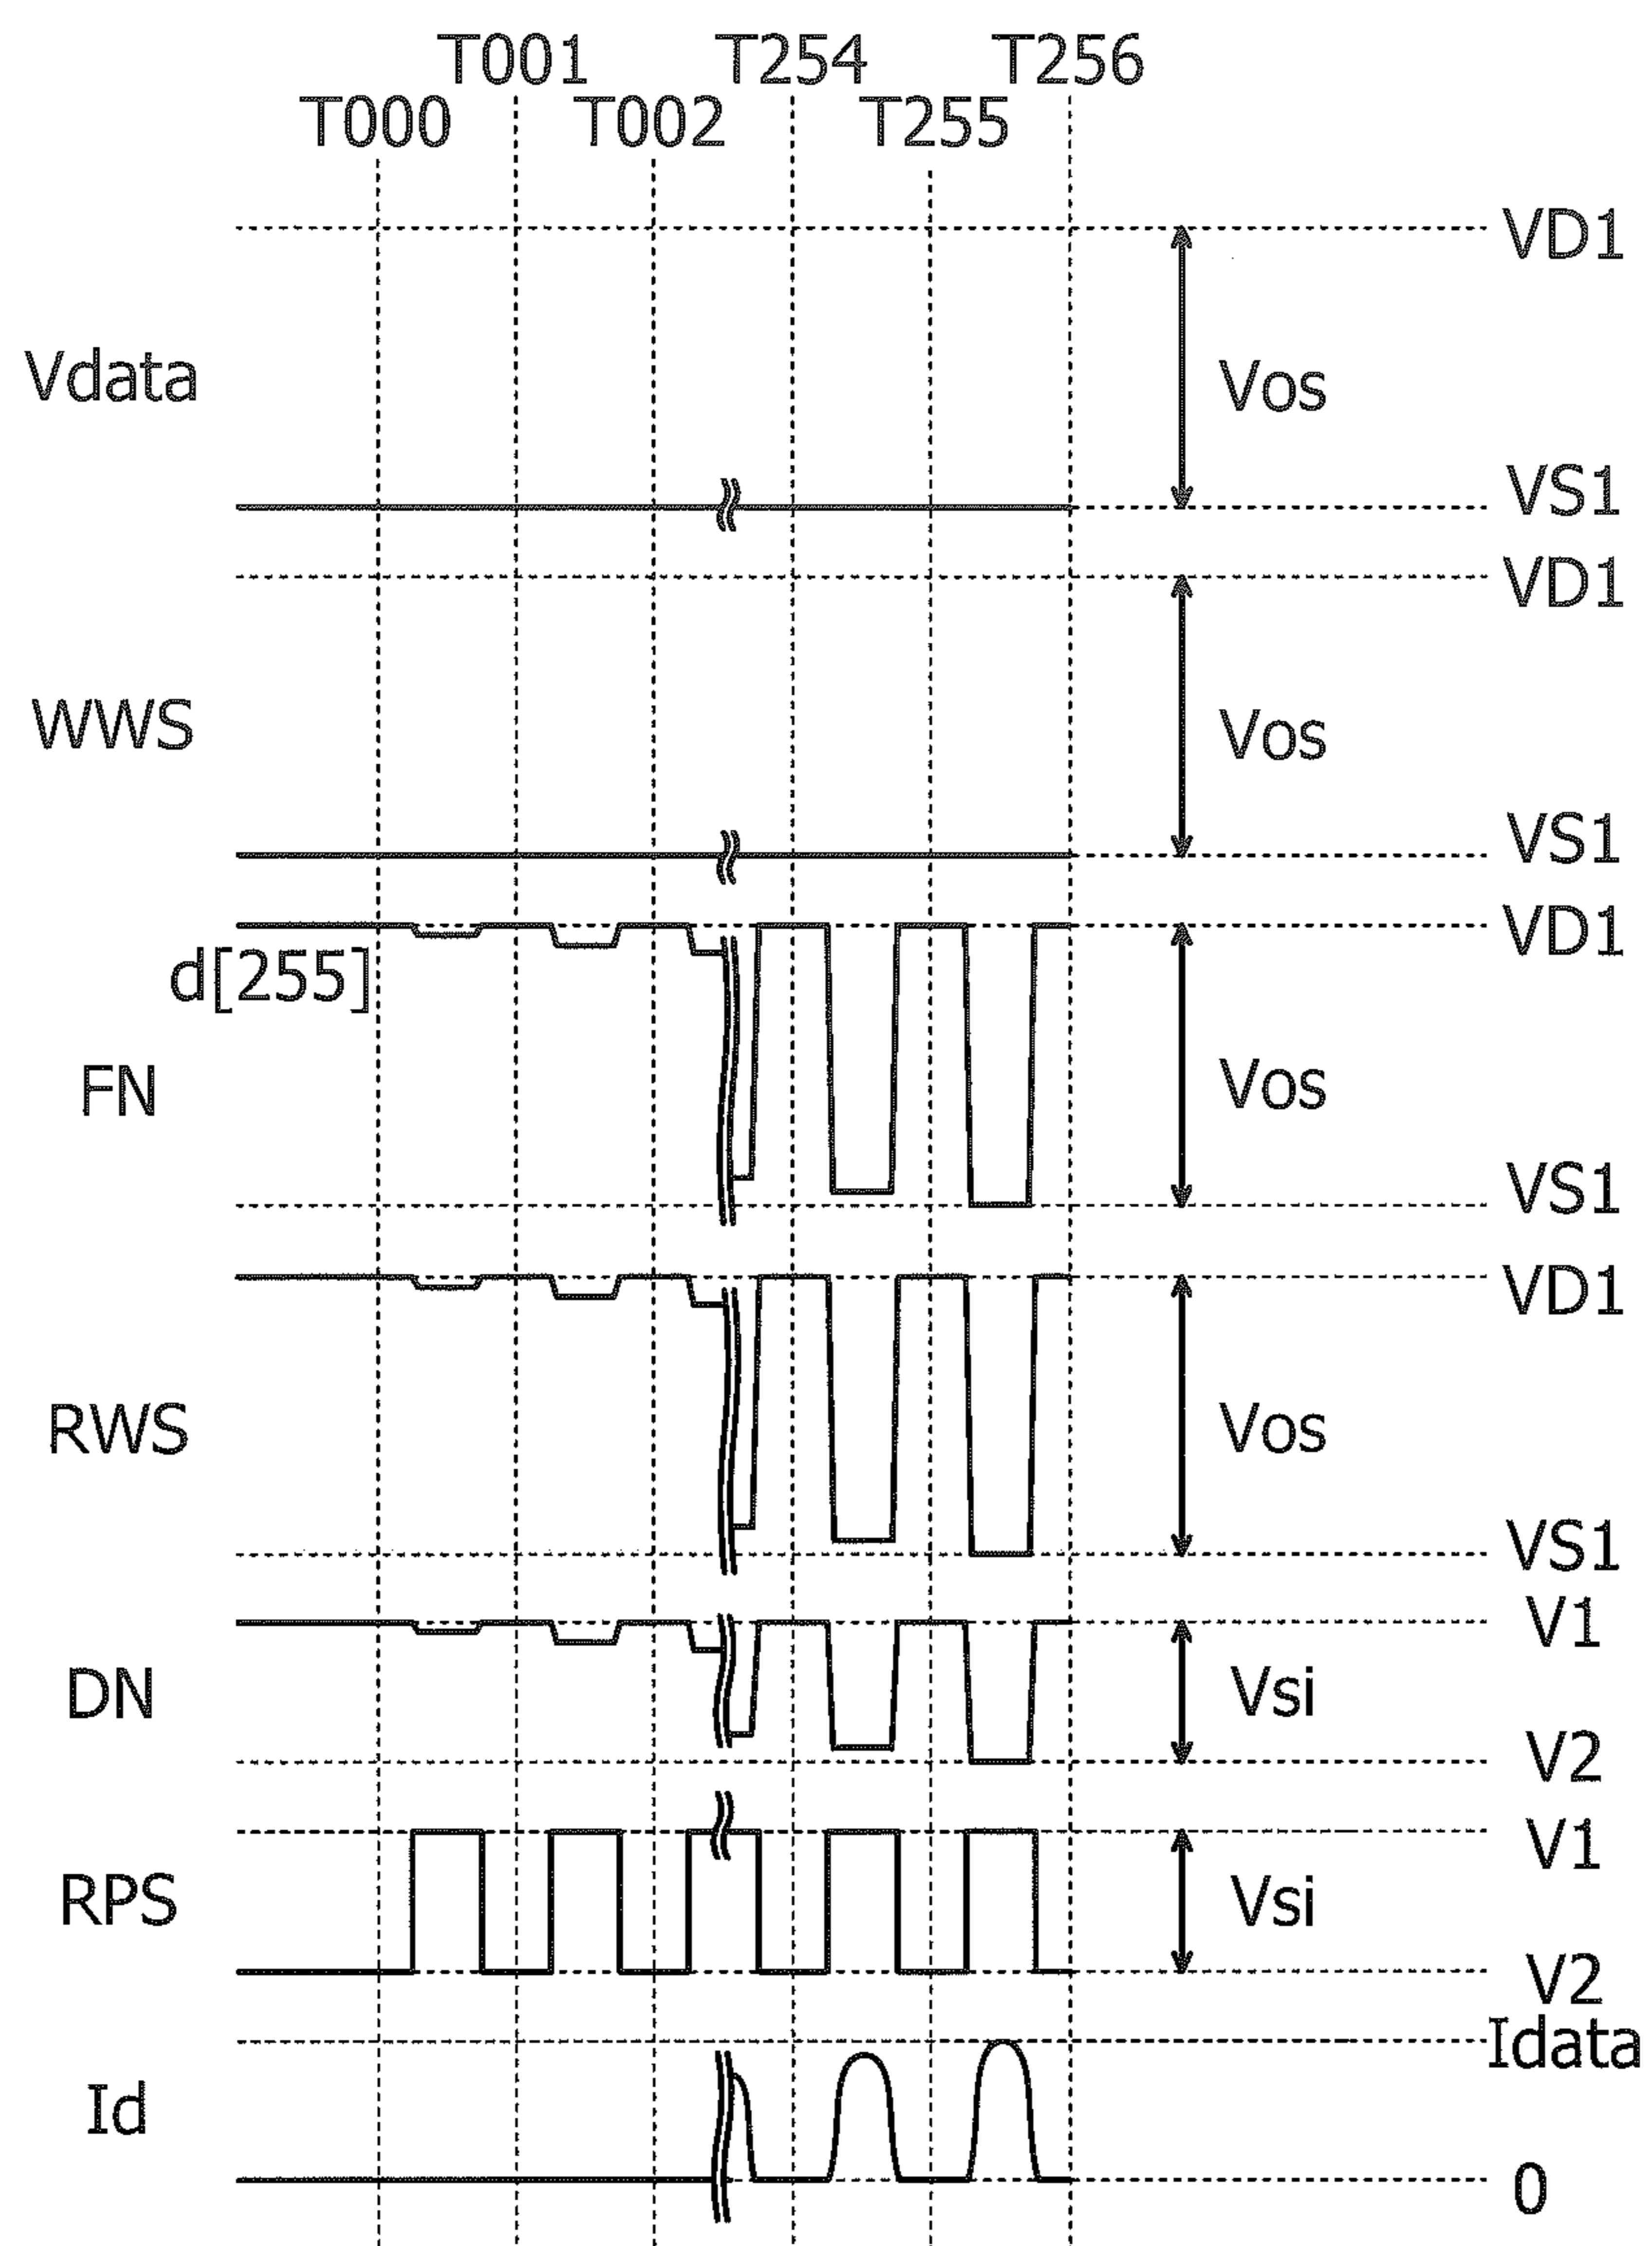 T001 T254 T256
T000 T002 T255
VD1
Vdata
Vos
VS1
VD1
WWS
Vos
VS1
VD1
d[255]
FN
Vos
VS1
VD1
RWS
Vos
VS1
V1
DN
Vsi
V2
V1
RPS
Vsi
V2
Idata
Id
0